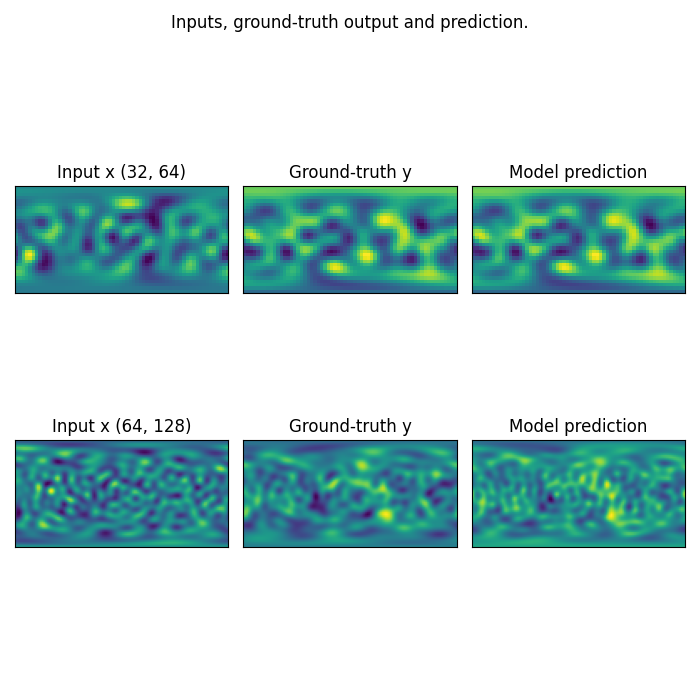 Inputs, ground-truth output and prediction.
Input x (32, 64)
Ground-truth y
Model prediction
Input x (64, 128)
Ground-truth y
Model prediction